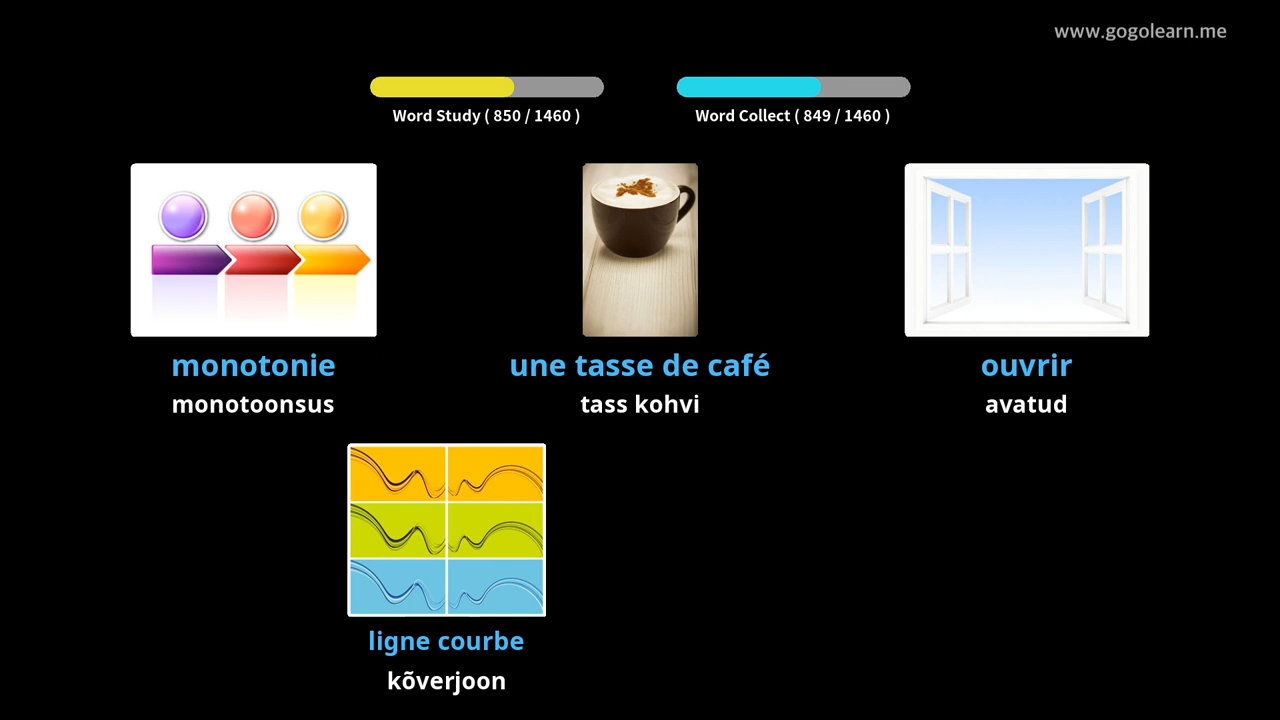 www.gogolearn.me
Word Study ( 850 / 1460 )
Word Collect ( 849 / 1460 )
monotonie
monotoonsus
une tasse de café
tass kohvi
ouvrir
avatud
ligne courbe
kõverjoon